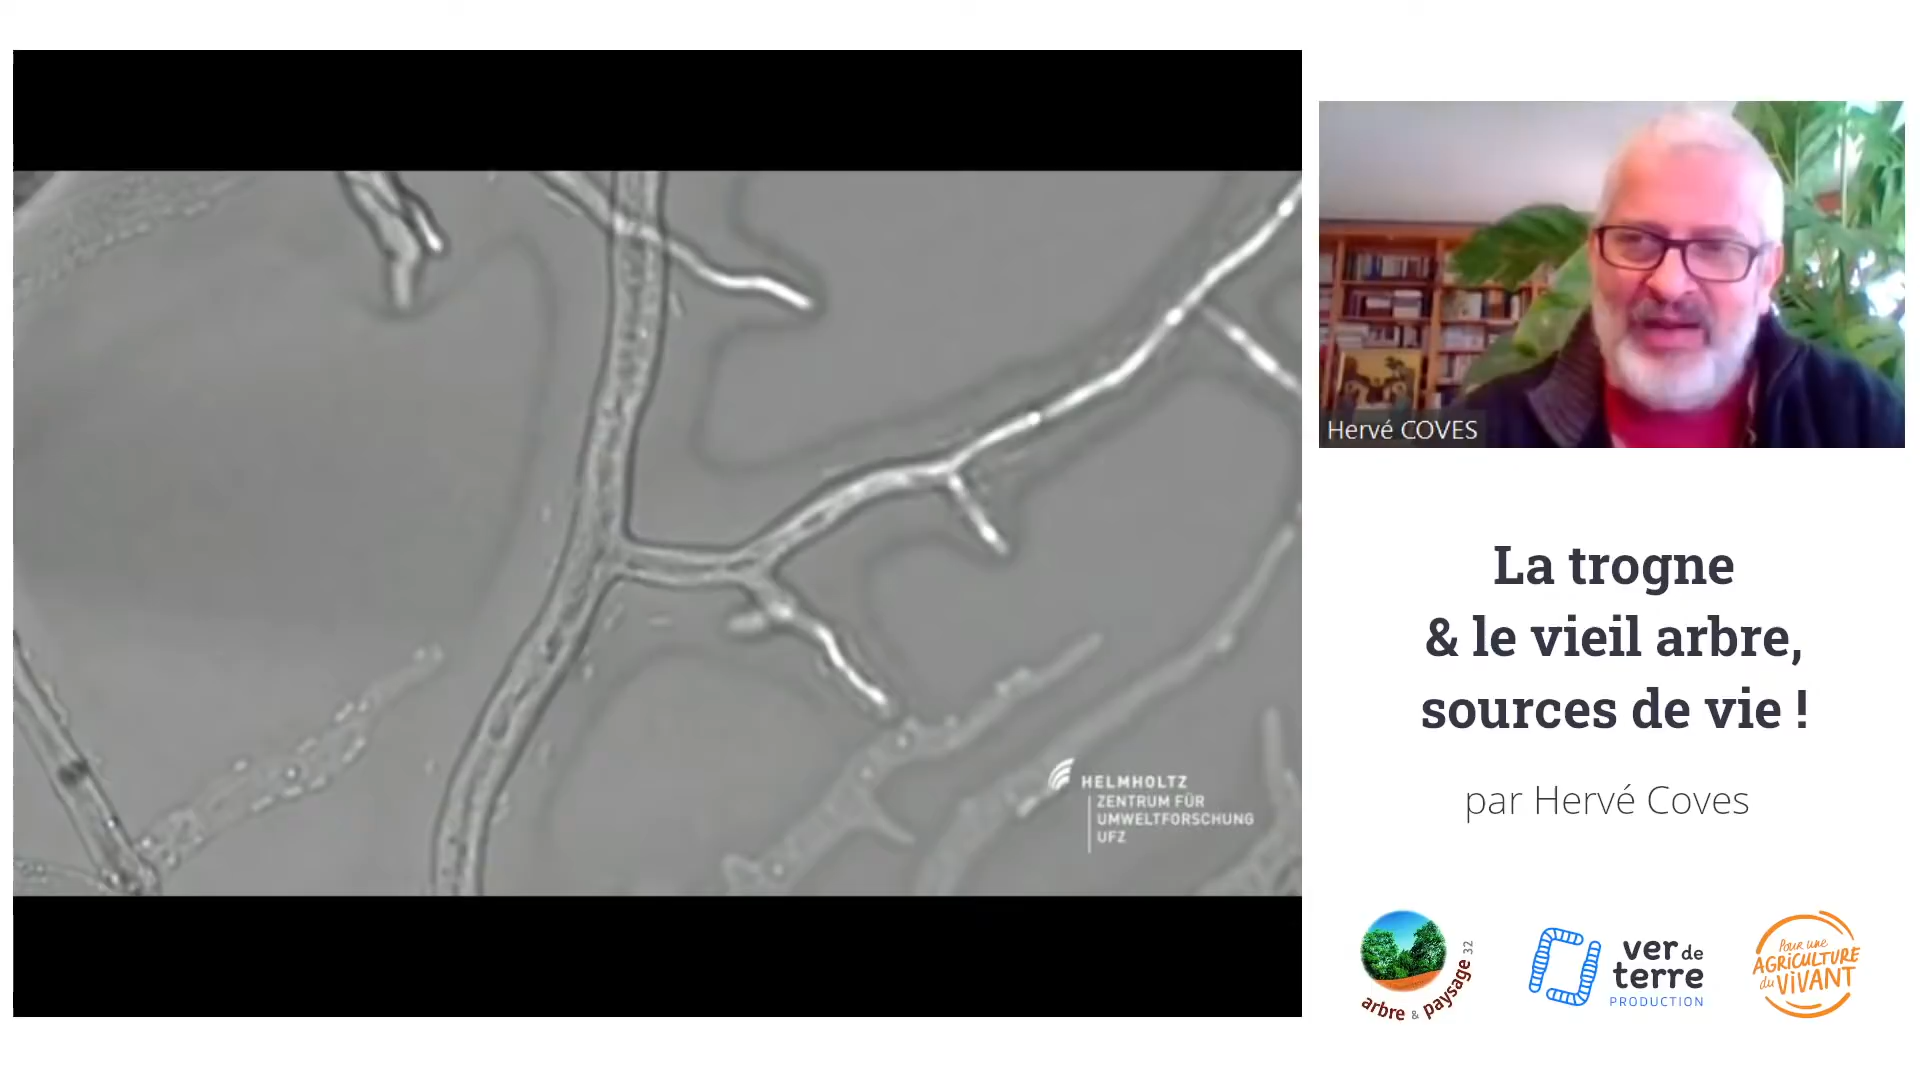 HELMHOLTZ
ZENTRUM FÜR
UMWELTFORSCHUNG
UFZ
Hervé COVES
La trogne
& le vieil arbre,
sources de vie !
par Hervé Coves
arbre & paysage 32
ver de
terre
PRODUCTION
Pour une
AGRICULTURE
du VIVANT